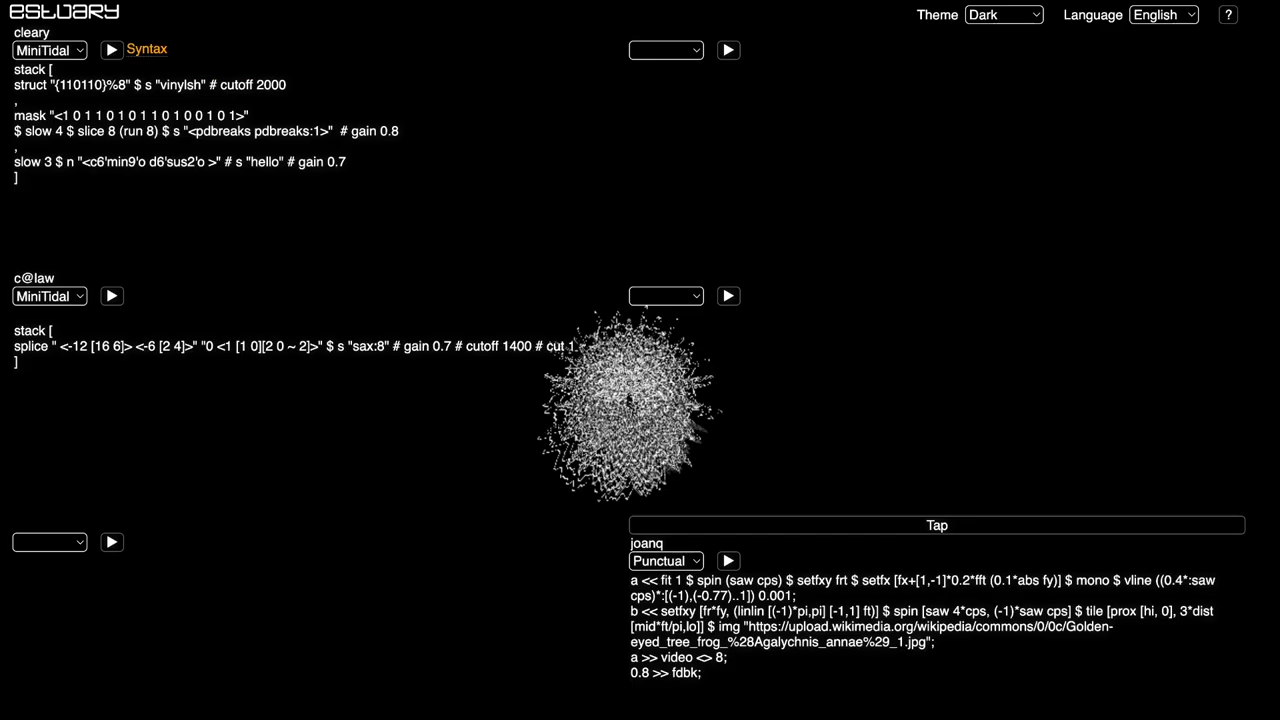 ESTUARY
Theme Dark Language English ?
cleary
MiniTidal Syntax
stack [
struct "{110110}%8" $ s "vinylsh" # cutoff 2000
,
mask "<1 0 1 1 0 1 0 1 1 0 1 0 0 1 0 1>"
$ slow 4 $ slice 8 (run 8) $ s "<pdbreaks pdbreaks:1>"  # gain 0.8
,
slow 3 $ n "<c6'min9'o d6'sus2'o >" # s "hello" # gain 0.7
]
c@law
MiniTidal
stack [
splice " <-12 [16 6]> <-6 [2 4]>" "0 <1 [1 0][2 0 ~ 2]>" $ s "sax:8" # gain 0.7 # cutoff 1400 # cut 1
]
Tap
joanq
Punctual
a << fit 1 $ spin (saw cps) $ setfxy frt $ setfx [fx+[1,-1]*0.2*fft (0.1*abs fy)] $ mono $ vline ((0.4*:saw
cps)*:[(-1),(-0.77)..1]) 0.001;
b << setfxy [fr*fy, (linlin [(-1)*pi,pi] [-1,1] ft)] $ spin [saw 4*cps, (-1)*saw cps] $ tile [prox [hi, 0], 3*dist
[mid*ft/pi,lo]] $ img "https://upload.wikimedia.org/wikipedia/commons/0/0c/Golden-
eyed_tree_frog_%28Agalychnis_annae%29_1.jpg";
a >> video <> 8;
0.8 >> fdbk;